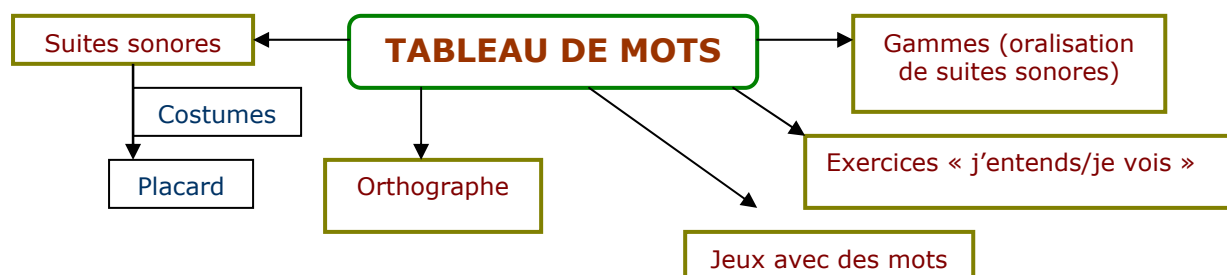 Suites sonores
TABLEAU DE MOTS
Gammes (oralisation
de suites sonores)
Costumes
Placard
Orthographe
Exercices « j’entends/je vois »
Jeux avec des mots